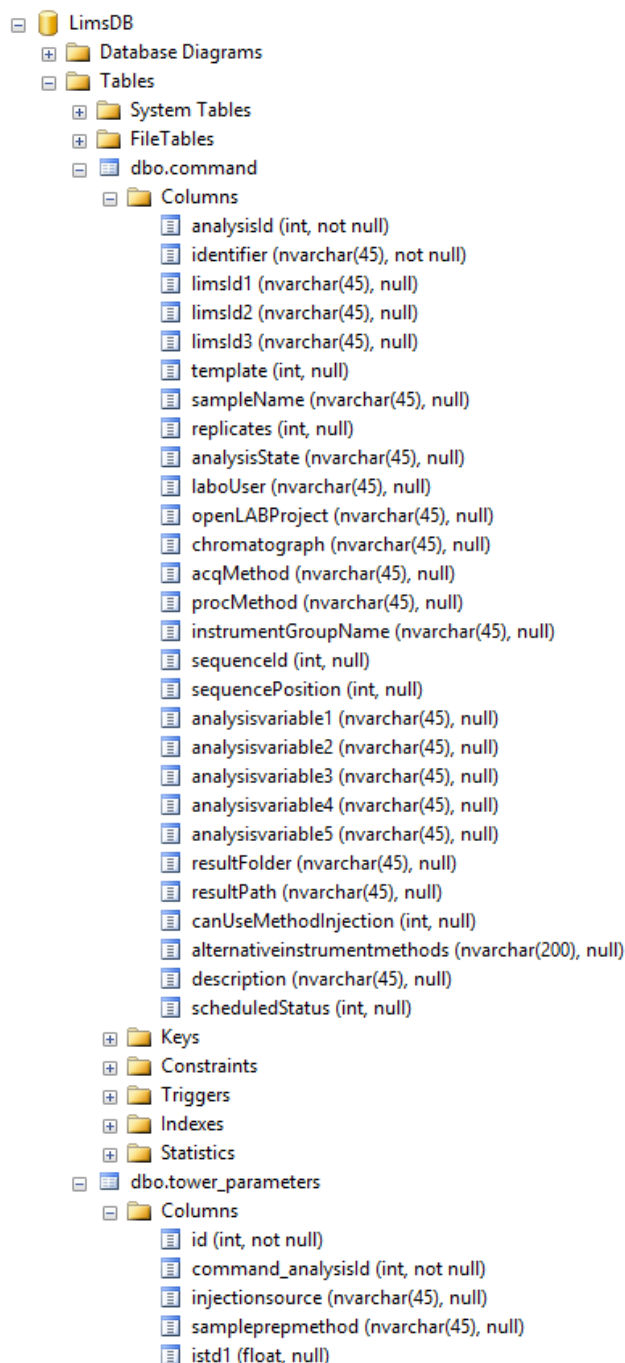 LimsDB
Database Diagrams
Tables
System Tables
FileTables
dbo.command
Columns
analysisId (int, not null)
identifier (nvarchar(45), not null)
limsId1 (nvarchar(45), null)
limsId2 (nvarchar(45), null)
limsId3 (nvarchar(45), null)
template (int, null)
sampleName (nvarchar(45), null)
replicates (int, null)
analysisState (nvarchar(45), null)
laboUser (nvarchar(45), null)
openLABProject (nvarchar(45), null)
chromatograph (nvarchar(45), null)
acqMethod (nvarchar(45), null)
procMethod (nvarchar(45), null)
instrumentGroupName (nvarchar(45), null)
sequenceId (int, null)
sequencePosition (int, null)
analysisvariable1 (nvarchar(45), null)
analysisvariable2 (nvarchar(45), null)
analysisvariable3 (nvarchar(45), null)
analysisvariable4 (nvarchar(45), null)
analysisvariable5 (nvarchar(45), null)
resultFolder (nvarchar(45), null)
resultPath (nvarchar(45), null)
canUseMethodInjection (int, null)
alternativeinstrumentmethods (nvarchar(200), null)
description (nvarchar(45), null)
scheduledStatus (int, null)
Keys
Constraints
Triggers
Indexes
Statistics
dbo.tower_parameters
Columns
id (int, not null)
command_analysisId (int, not null)
injectionsource (nvarchar(45), null)
sampleprepmethod (nvarchar(45), null)
istd1 (float, null)